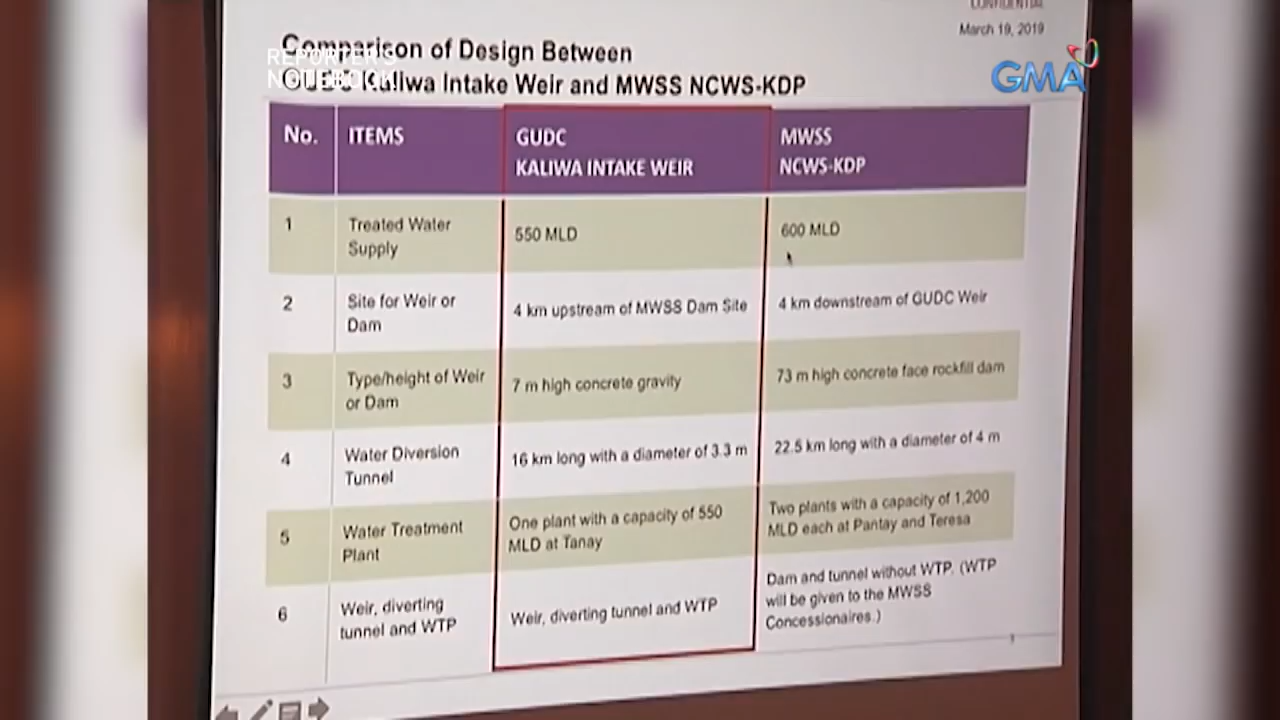 CONFIDENTIAL
March 19, 2019
REPORTER'S
Comparison of Design Between
Kaliwa Intake Weir and MWSS NCWS-KDP
GMA
No.
ITEMS
GUDC
KALIWA INTAKE WEIR
MWSS
NCWS-KDP
1
Treated Water
Supply
550 MLD
600 MLD
2
Site for Weir or
Dam
4 km upstream of MWSS Dam Site
4 km downstream of GUDC Weir
3
Type/height of Weir
or Dam
7 m high concrete gravity
73 m high concrete face rockfill dam
4
Water Diversion
Tunnel
16 km long with a diameter of 3.3 m
22.5 km long with a diameter of 4 m
5
Water Treatment
Plant
One plant with a capacity of 550
MLD at Tanay
Two plants with a capacity of 1,200
MLD each at Pantay and Teresa
6
Weir, diverting
tunnel and WTP
Weir, diverting tunnel and WTP
Dam and tunnel without WTP. (WTP
will be given to the MWSS
Concessionaires.)